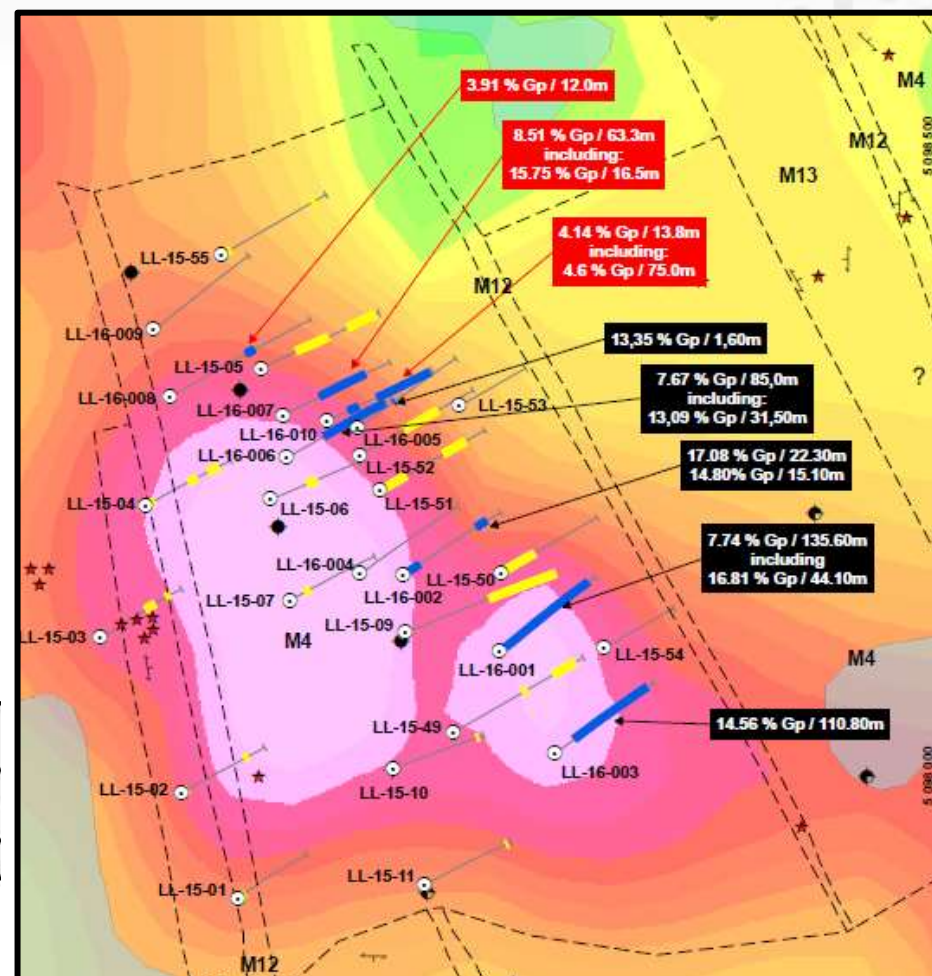 3.91 % Gp / 12.0m
8.51 % Gp / 63.3m
including:
15.75 % Gp / 16.5m
4.14 % Gp / 13.8m
including:
4.6 % Gp / 75.0m
13,35 % Gp / 1,60m
7.67 % Gp / 85,0m
including:
13,09 % Gp / 31,50m
17.08 % Gp / 22.30m
14.80% Gp / 15.10m
7.74 % Gp / 135.60m
including
16.81 % Gp / 44.10m
14.56 % Gp / 110.80m
M4
M12
M13
5 098,500
M12
?
LL-15-55
LL-16-009
LL-15-05
LL-16-008
LL-16-007
LL-16-010
LL-16-005
LL-15-53
LL-16-006
LL-15-52
LL-15-04
LL-15-51
LL-15-06
LL-16-004
LL-15-50
LL-16-002
LL-15-07
LL-15-09
LL-15-03
M4
LL-16-001
LL-15-54
M4
LL-15-49
LL-16-003
LL-15-02
LL-15-10
5 098,000
LL-15-11
LL-15-01
M12